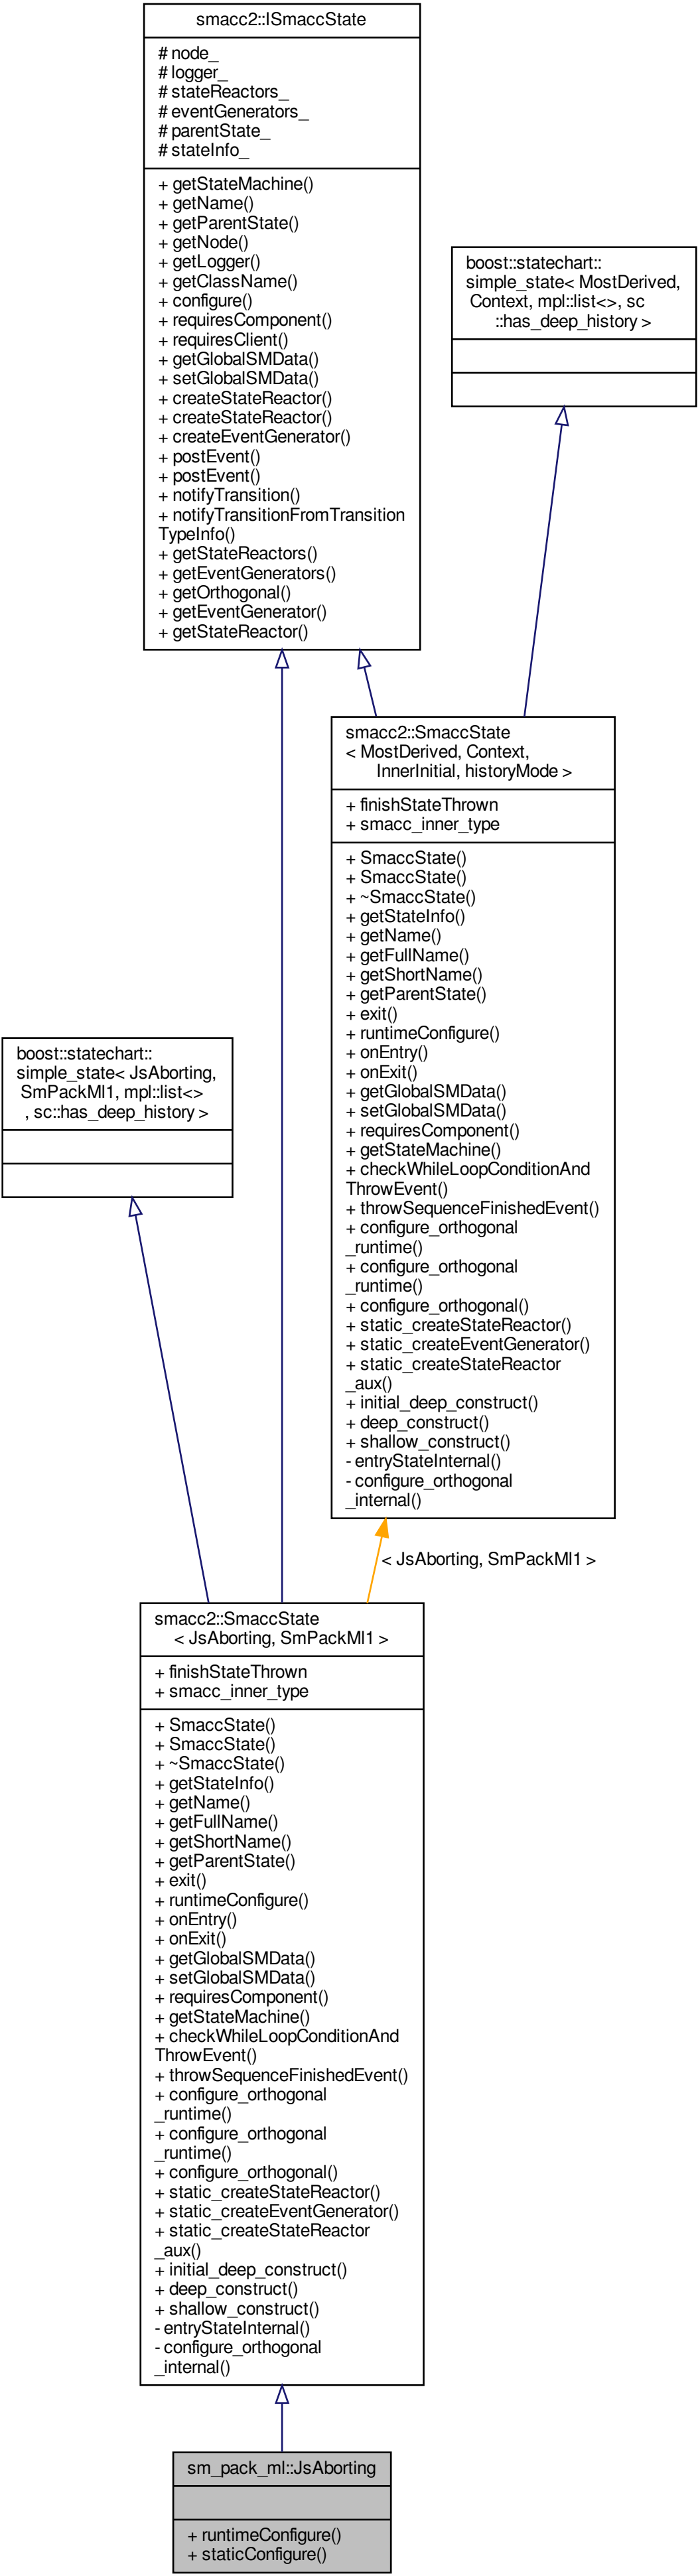 smacc2::ISmaccState
# node_
# logger_
# stateReactors_
# eventGenerators_
# parentState_
# stateInfo_
+ getStateMachine()
+ getName()
+ getParentState()
+ getNode()
+ getLogger()
+ getClassName()
+ configure()
+ requiresComponent()
+ requiresClient()
+ getGlobalSMData()
+ setGlobalSMData()
+ createStateReactor()
+ createStateReactor()
+ createEventGenerator()
+ postEvent()
+ postEvent()
+ notifyTransition()
+ notifyTransitionFromTransition
TypeInfo()
+ getStateReactors()
+ getEventGenerators()
+ getOrthogonal()
+ getEventGenerator()
+ getStateReactor()
boost::statechart::
simple_state< MostDerived,
Context, mpl::list<>, sc
::has_deep_history >
smacc2::SmaccState
< MostDerived, Context,
InnerInitial, historyMode >
+ finishStateThrown
+ smacc_inner_type
+ SmaccState()
+ SmaccState()
+ ~SmaccState()
+ getStateInfo()
+ getName()
+ getFullName()
+ getShortName()
+ getParentState()
+ exit()
+ runtimeConfigure()
+ onEntry()
+ onExit()
+ getGlobalSMData()
+ setGlobalSMData()
+ requiresComponent()
+ getStateMachine()
+ checkWhileLoopConditionAnd
ThrowEvent()
+ throwSequenceFinishedEvent()
+ configure_orthogonal
_runtime()
+ configure_orthogonal
_runtime()
+ configure_orthogonal()
+ static_createStateReactor()
+ static_createEventGenerator()
+ static_createStateReactor
_aux()
+ initial_deep_construct()
+ deep_construct()
+ shallow_construct()
- entryStateInternal()
- configure_orthogonal
_internal()
boost::statechart::
simple_state< JsAborting,
SmPackMl1, mpl::list<>
, sc::has_deep_history >
< JsAborting, SmPackMl1 >
smacc2::SmaccState
< JsAborting, SmPackMl1 >
+ finishStateThrown
+ smacc_inner_type
+ SmaccState()
+ SmaccState()
+ ~SmaccState()
+ getStateInfo()
+ getName()
+ getFullName()
+ getShortName()
+ getParentState()
+ exit()
+ runtimeConfigure()
+ onEntry()
+ onExit()
+ getGlobalSMData()
+ setGlobalSMData()
+ requiresComponent()
+ getStateMachine()
+ checkWhileLoopConditionAnd
ThrowEvent()
+ throwSequenceFinishedEvent()
+ configure_orthogonal
_runtime()
+ configure_orthogonal
_runtime()
+ configure_orthogonal()
+ static_createStateReactor()
+ static_createEventGenerator()
+ static_createStateReactor
_aux()
+ initial_deep_construct()
+ deep_construct()
+ shallow_construct()
- entryStateInternal()
- configure_orthogonal
_internal()
sm_pack_ml::JsAborting
+ runtimeConfigure()
+ staticConfigure()